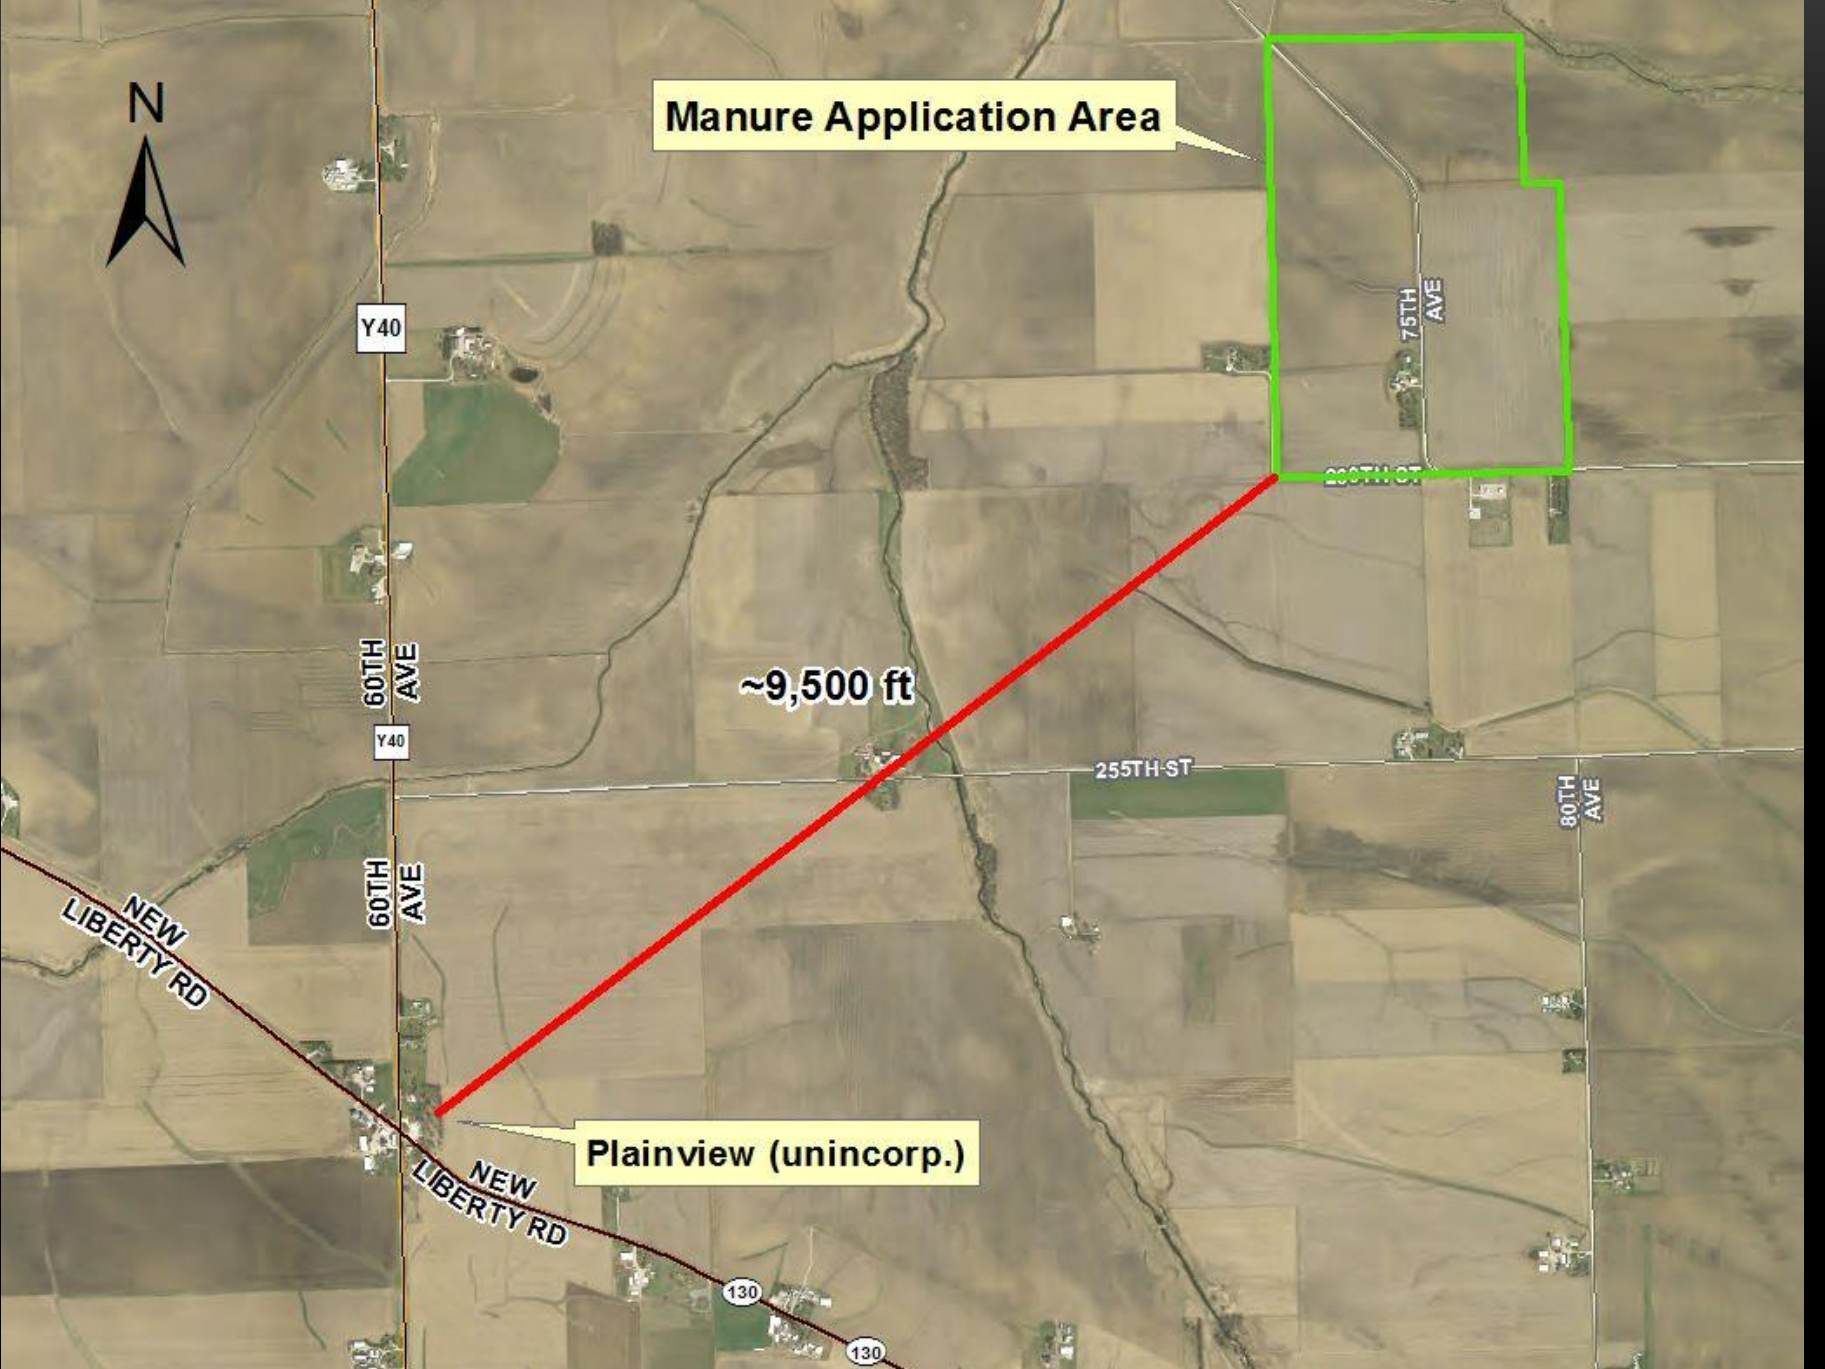 N
Manure Application Area
Y40
75TH
AVE
60TH
AVE
~9,500 ft
Y40
255TH ST
80TH
AVE
60TH
AVE
NEW
LIBERTY RD
Plainview (unincorp.)
NEW
LIBERTY RD
130
130